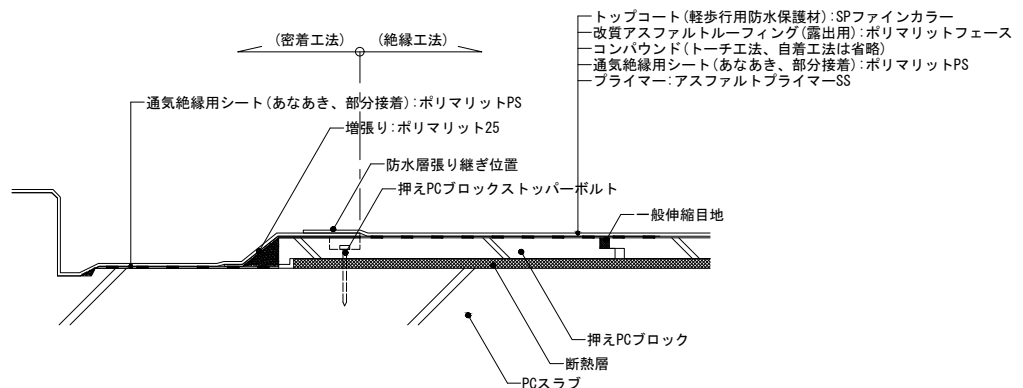 トップコート(軽歩行用防水保護材):SPファインカラー
改質アスファルトルーフィング(露出用):ポリマリットフェース
コンパウンド(トーチ工法、自着工法は省略)
通気絶縁用シート(あなあき、部分接着):ポリマリットPS
プライマー:アスファルトプライマーSS
(密着工法) (絶縁工法)
通気絶縁用シート(あなあき、部分接着):ポリマリットPS
増張り:ポリマリット25
防水層張り継ぎ位置
押えPCブロックストッパーボルト
一般伸縮目地
押えPCブロック
断熱層
PCスラブ